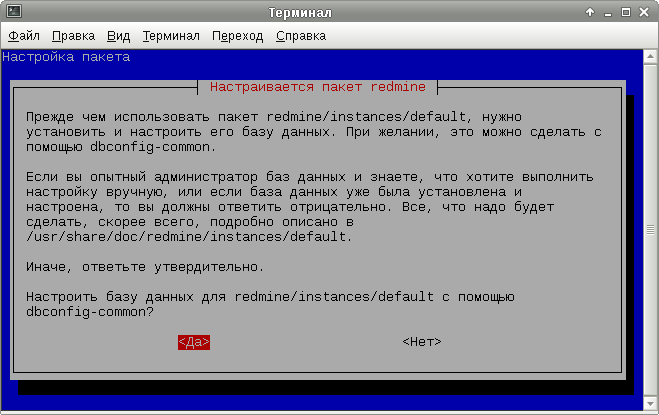 Терминал
Файл Правка Вид Терминал Переход Справка
Настройка пакета
Настраивается пакет redmine
Прежде чем использовать пакет redmine/instances/default, нужно
установить и настроить его базу данных. При желании, это можно сделать с
помощью dbconfig-common.
Если вы опытный администратор баз данных и знаете, что хотите выполнить
настройку вручную, или если база данных уже была установлена и
настроена, то вы должны ответить отрицательно. Все, что надо будет
сделать, скорее всего, подробно описано в
/usr/share/doc/redmine/instances/default.
Иначе, ответьте утвердительно.
Настроить базу данных для redmine/instances/default с помощью
dbconfig-common?
<Да> <Нет>